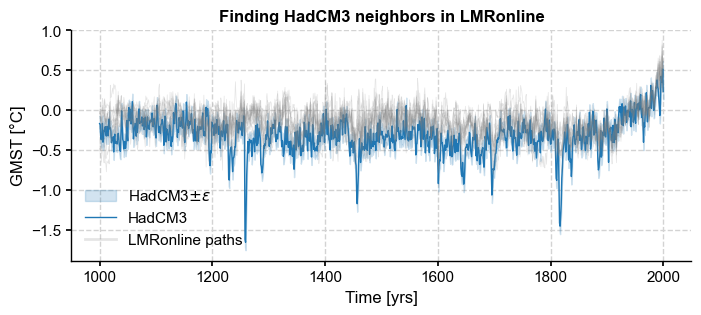 Finding HadCM3 neighbors in LMRonline
GMST [°C]
1.0
0.5
0.0
−0.5
−1.0
−1.5
HadCM3±ε
HadCM3
LMRonline paths
1000
1200
1400
1600
1800
2000
Time [yrs]